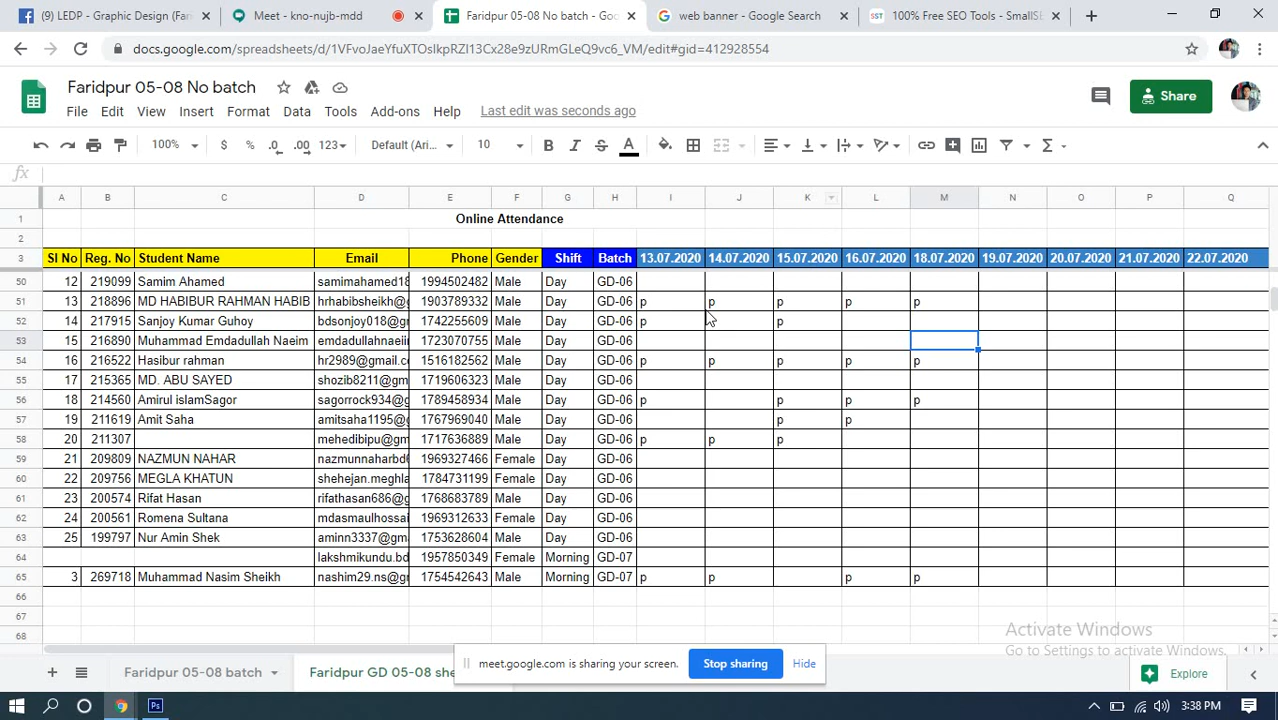 (9) LEDP - Graphic Design (Fa
Meet - kno-nujb-mdd
Faridpur 05-08 No batch - Goo
web banner - Google Search
SST 100% Free SEO Tools - SmallSE
docs.google.com/spreadsheets/d/1VFvoJaeYfuXTOslkpRZl13Cx28e9zURmGLeQ9vc6_VM/edit#gid=412928554
Faridpur 05-08 No batch
File Edit View Insert Format Data Tools Add-ons Help Last edit was seconds ago
Share
100% $ % .0 .00 123 Default (Ari... 10 B I S A
fx
A B C D E F G H I J K L M N O P Q
1 Online Attendance
2
3 Sl No Reg. No Student Name Email Phone Gender Shift Batch 13.07.2020 14.07.2020 15.07.2020 16.07.2020 18.07.2020 19.07.2020 20.07.2020 21.07.2020 22.07.2020
50 12 219099 Samim Ahamed samimahamed18 1994502482 Male Day GD-06
51 13 218896 MD HABIBUR RAHMAN HABIB hrhabibsheikh@g 1903789332 Male Day GD-06 p p p p p
52 14 217915 Sanjoy Kumar Guhoy bdsonjoy018@gr 1742255609 Male Day GD-06 p p
53 15 216890 Muhammad Emdadullah Naeim emdadullahnaeii 1723070755 Male Day GD-06
54 16 216522 Hasibur rahman hr2989@gmail.c 1516182562 Male Day GD-06 p p p p p
55 17 215365 MD. ABU SAYED shozib8211@gm 1719606323 Male Day GD-06
56 18 214560 Amirul islamSagor sagorrock934@g 1789458934 Male Day GD-06 p p p p
57 19 211619 Amit Saha amitsaha1195@g 1767969040 Male Day GD-06 p p
58 20 211307 mehedibipu@gm 1717636889 Male Day GD-06 p p p
59 21 209809 NAZMUN NAHAR nazmunnaharbd6 1969327466 Female Day GD-06
60 22 209756 MEGLA KHATUN shehejan.meghla 1784731199 Female Day GD-06
61 23 200574 Rifat Hasan rifathasan686@g 1768683789 Male Day GD-06
62 24 200561 Romena Sultana mdasmaulhossai 1969312633 Female Day GD-06
63 25 199797 Nur Amin Shek aminn3337@gma 1753628604 Male Day GD-06
64 lakshmikundu.bd 1957850349 Female Morning GD-07
65 3 269718 Muhammad Nasim Sheikh nashim29.ns@gr 1754542643 Male Morning GD-07 p p p p
66
67
68
Activate Windows
Go to Settings to activate Windows.
Faridpur 05-08 batch
Faridpur GD 05-08 she
meet.google.com is sharing your screen. Stop sharing Hide
Explore
Ps
3:38 PM